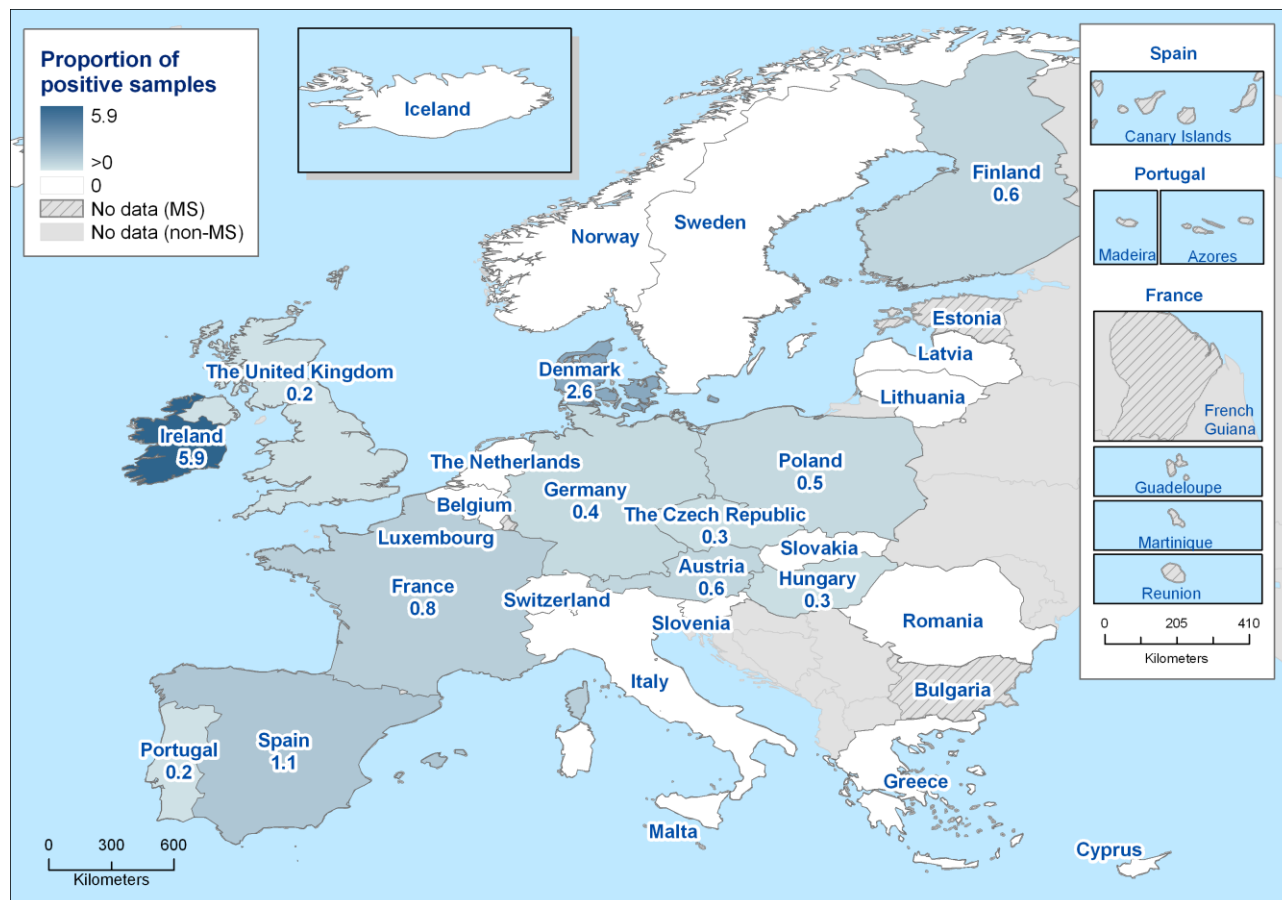 Proportion of
positive samples
5.9
>0
0
No data (MS)
No data (non-MS)
Iceland
Spain
Canary Islands
Portugal
Madeira
Azores
France
French
Guiana
Guadeloupe
Martinique
Reunion
0 205 410
Kilometers
Finland
0.6
Norway
Sweden
Estonia
Latvia
Lithuania
Denmark
2.6
The United Kingdom
0.2
Ireland
5.9
The Netherlands
Belgium
Luxembourg
Germany
0.4
Poland
0.5
The Czech Republic
0.3
Slovakia
Austria
0.6
Hungary
0.3
France
0.8
Switzerland
Slovenia
Romania
Italy
Bulgaria
Portugal
0.2
Spain
1.1
Greece
Malta
Cyprus
0 300 600
Kilometers